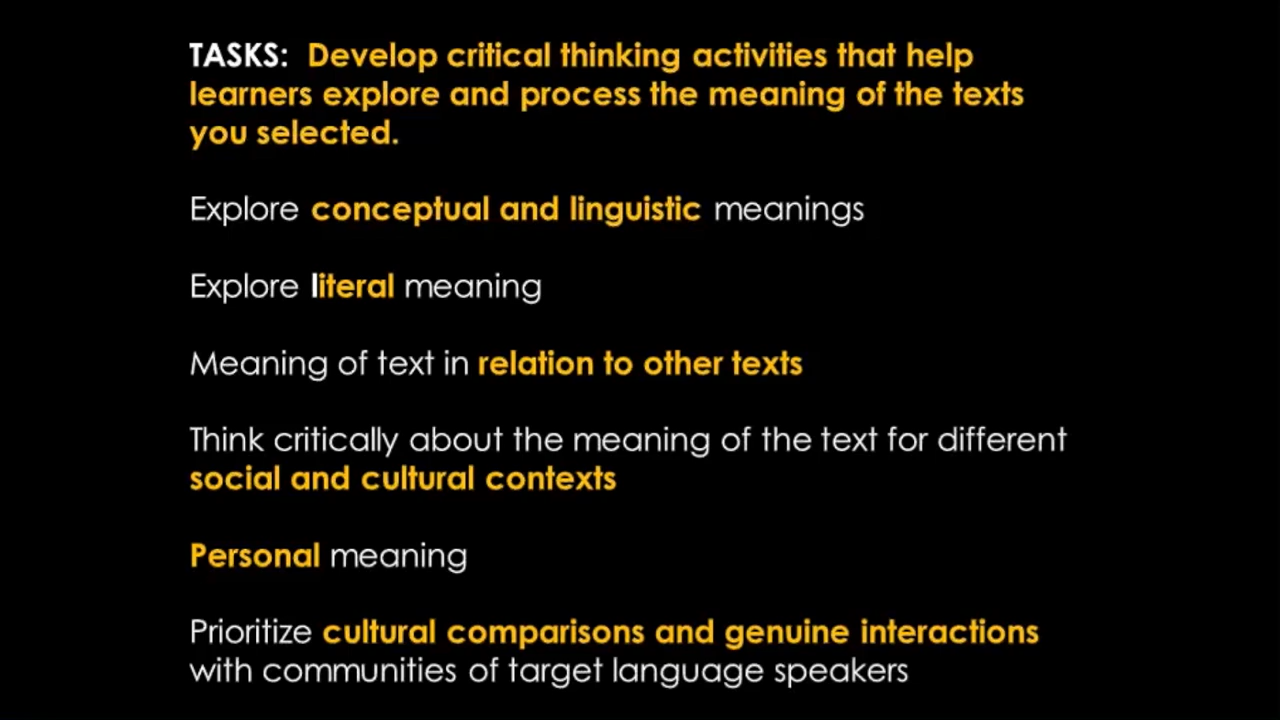 TASKS: Develop critical thinking activities that help
learners explore and process the meaning of the texts
you selected.
Explore conceptual and linguistic meanings
Explore literal meaning
Meaning of text in relation to other texts
Think critically about the meaning of the text for different
social and cultural contexts
Personal meaning
Prioritize cultural comparisons and genuine interactions
with communities of target language speakers